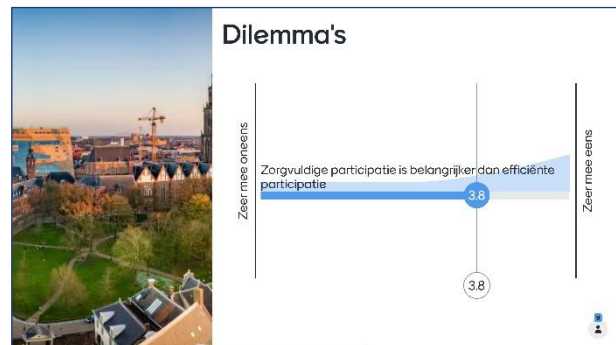 Dilemma's
Zeer mee oneens
Zorgvuldige participatie is belangrijker dan efficiënte
participatie
3.8
3.8
Zeer mee eens
9